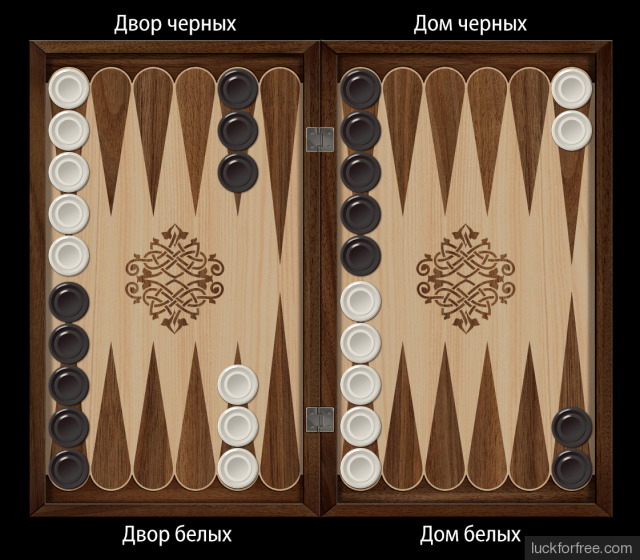 Двор черных
Дом черных
Двор белых
Дом белых
luckforfree.com